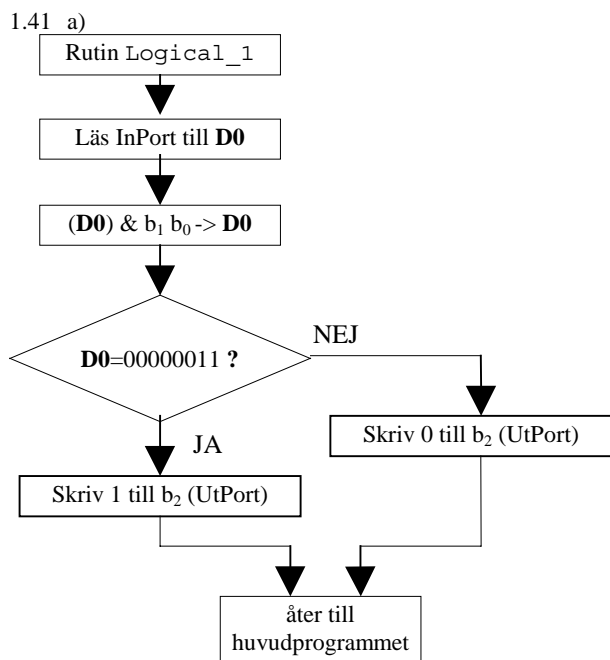 1.41 a)
Rutin Logical_1
Läs InPort till D0
(D0) & b₁ b₀ -> D0
D0=00000011 ?
NEJ
JA
Skriv 0 till b₂ (UtPort)
Skriv 1 till b₂ (UtPort)
åter till
huvudprogrammet